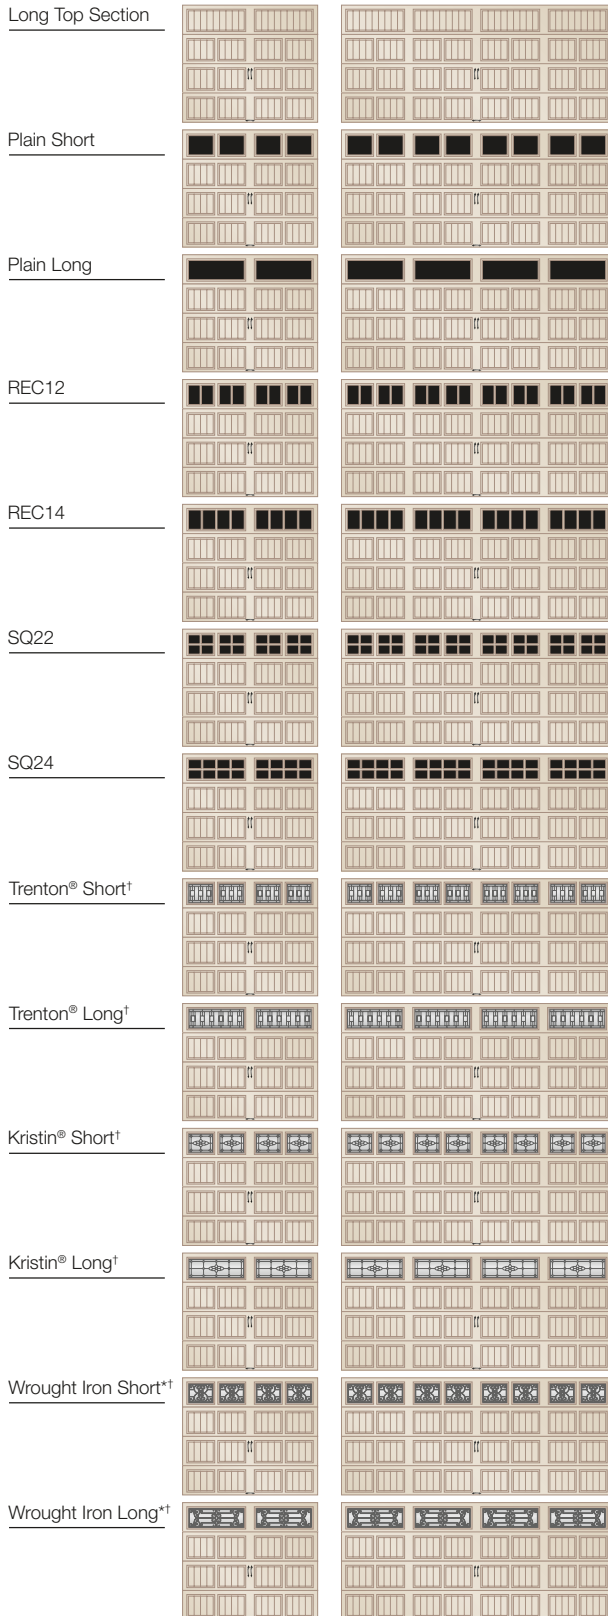 Long Top Section
Plain Short
Plain Long
REC12
REC14
SQ22
SQ24
Trenton® Short†
Trenton® Long†
Kristin® Short†
Kristin® Long†
Wrought Iron Short*†
Wrought Iron Long*†